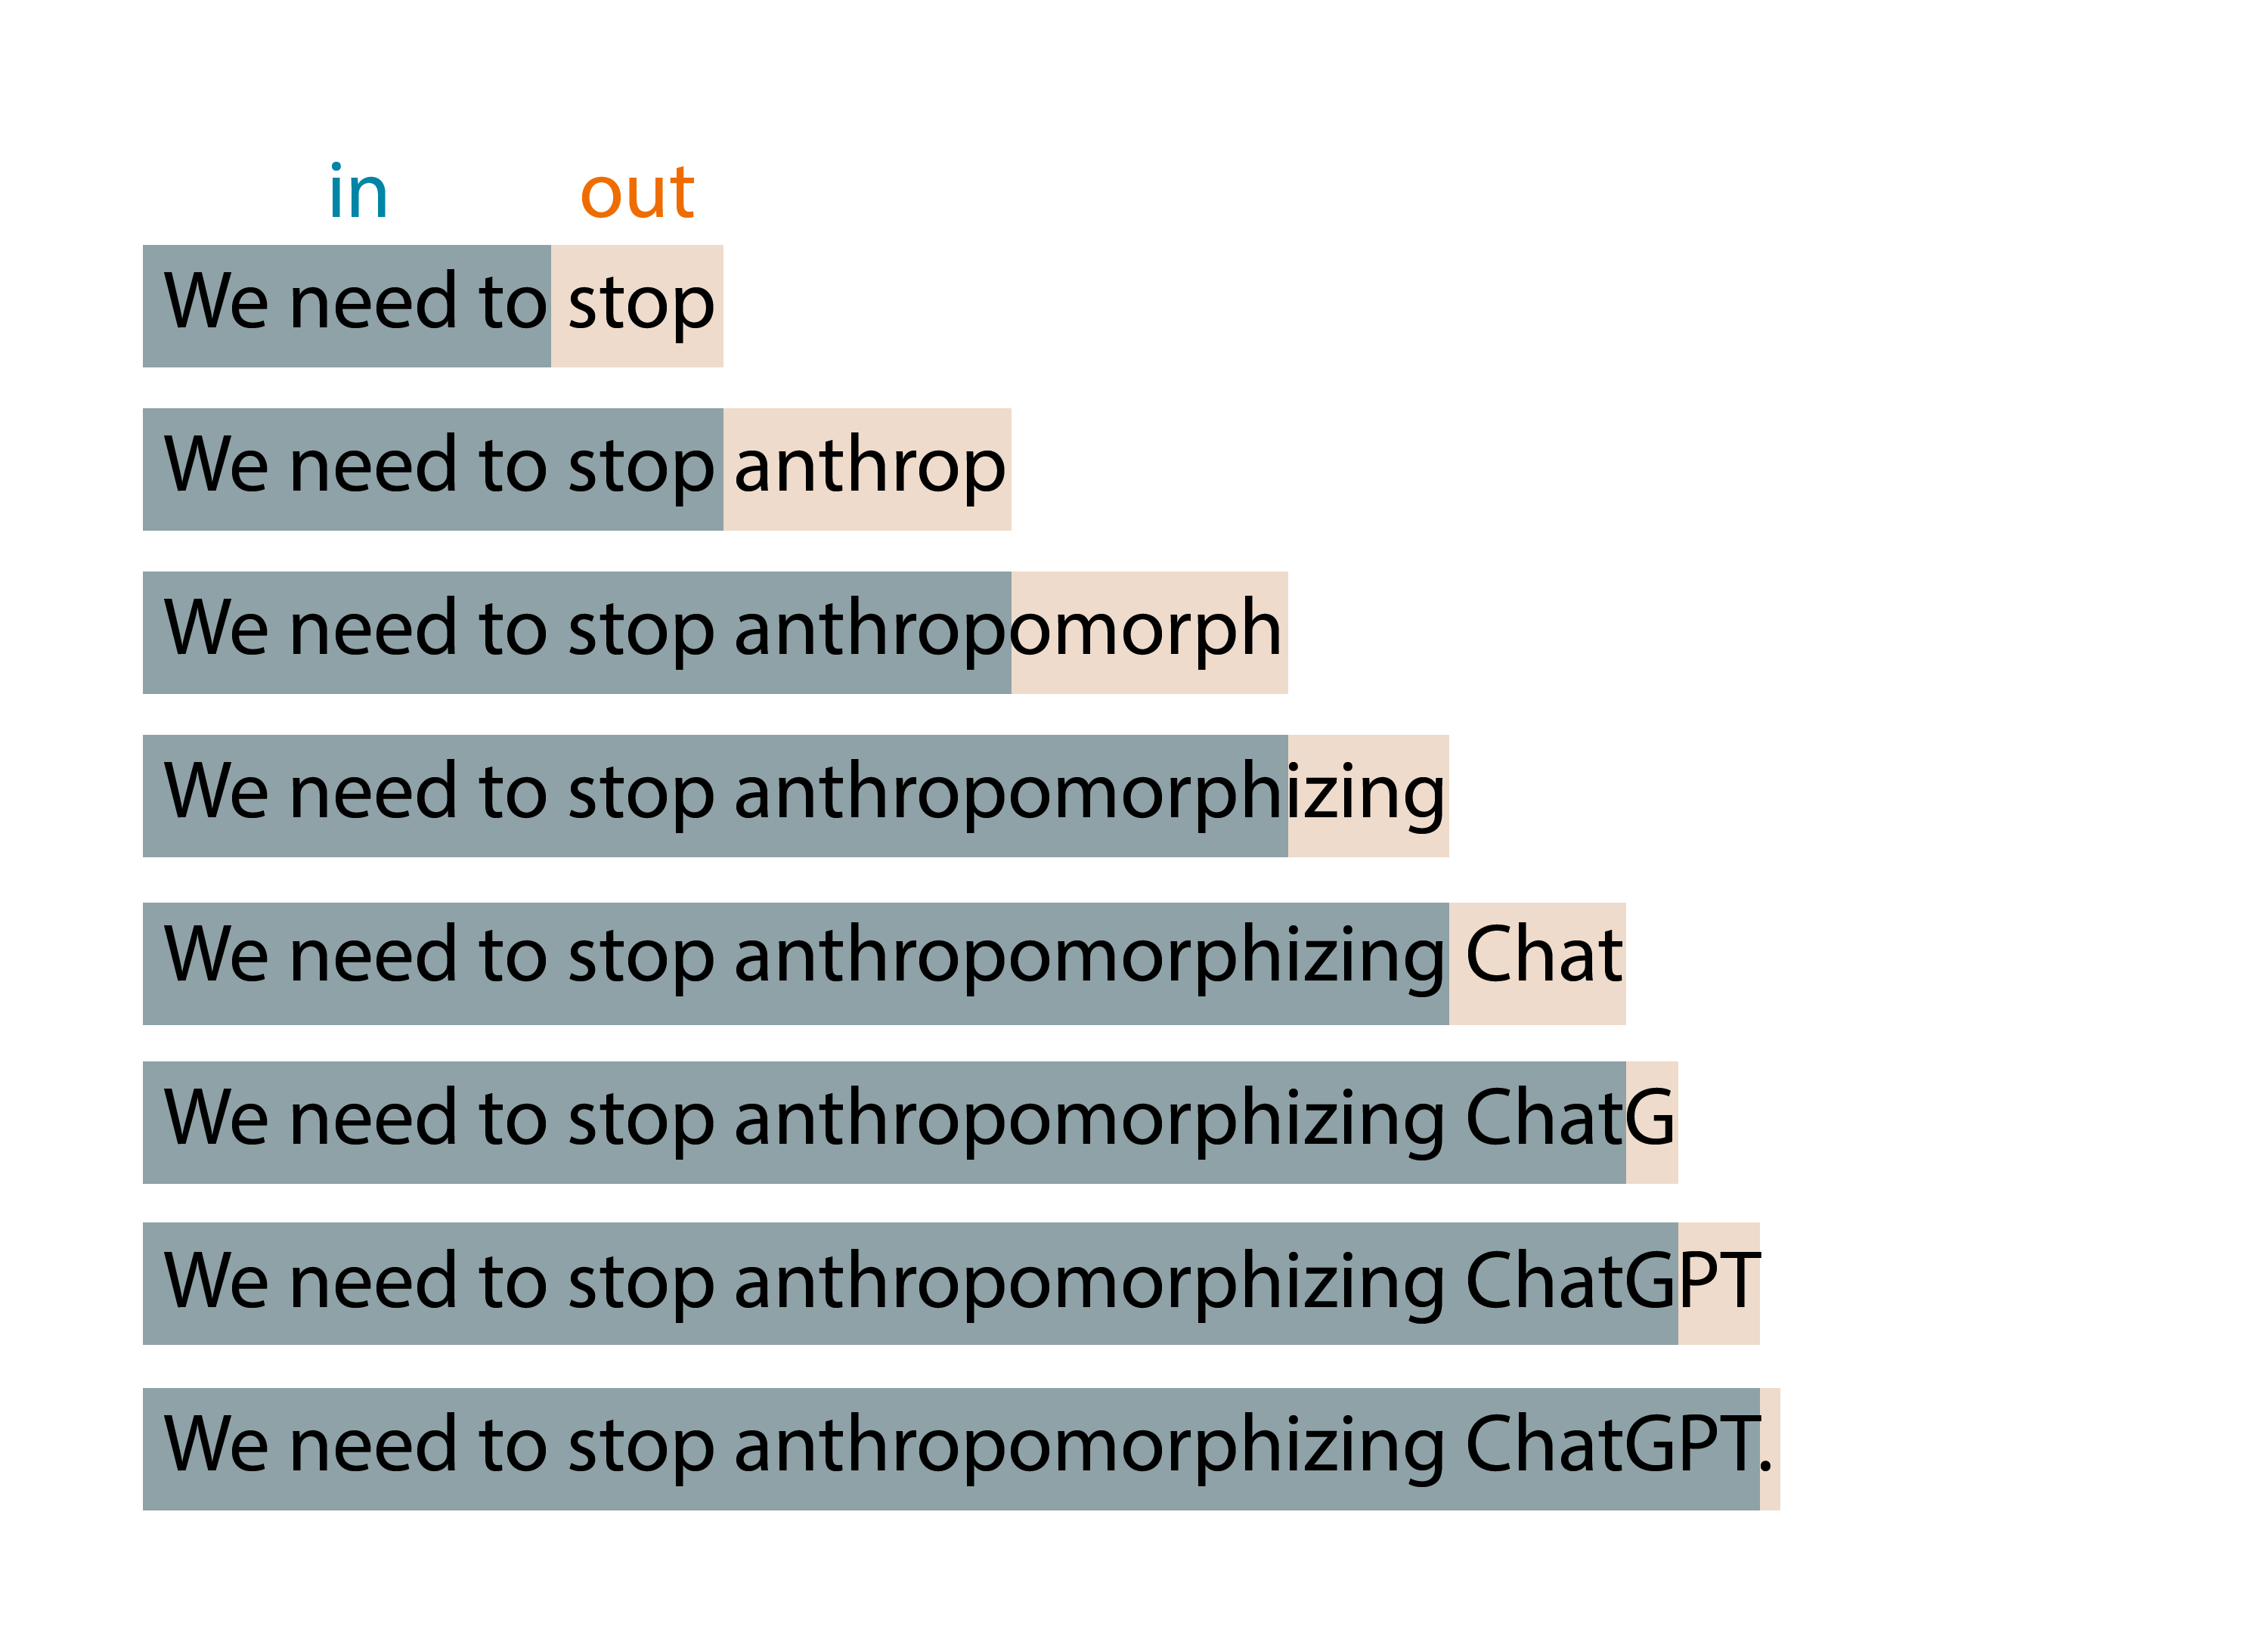 in out
We need to stop
We need to stop anthrop
We need to stop anthropomorph
We need to stop anthropomorphizing
We need to stop anthropomorphizing Chat
We need to stop anthropomorphizing ChatG
We need to stop anthropomorphizing ChatGPT
We need to stop anthropomorphizing ChatGPT.